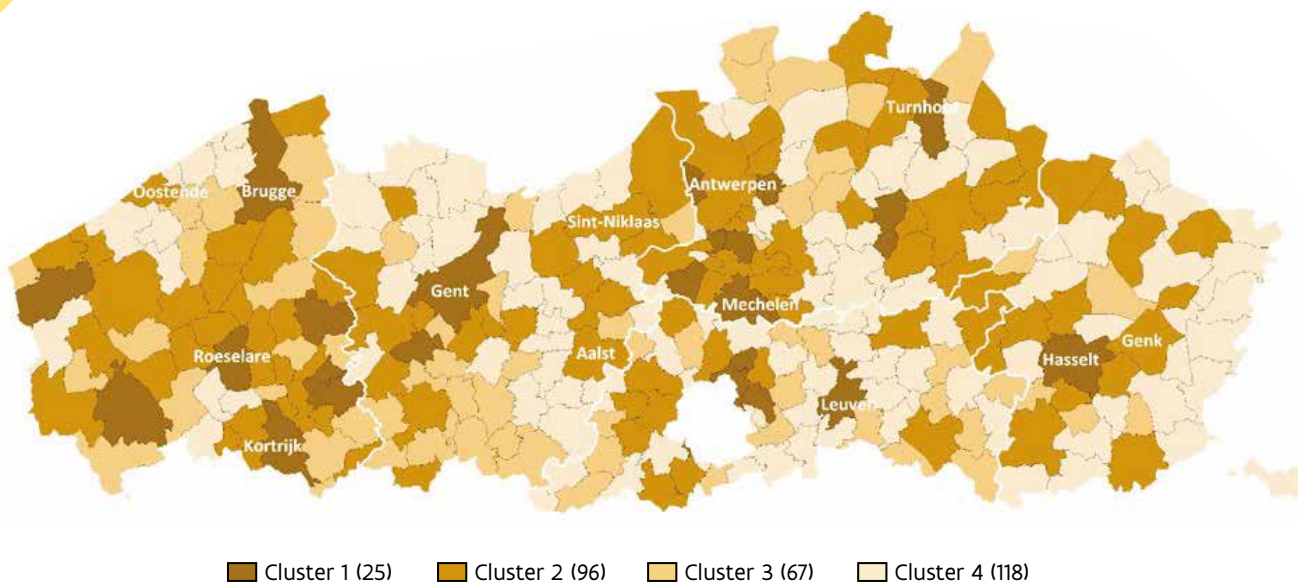 Turnhout
Oostende
Brugge
Antwerpen
Sint-Niklaas
Gent
Mechelen
Roeselare
Aalst
Genk
Hasselt
Leuven
Kortrijk
Cluster 1 (25) Cluster 2 (96) Cluster 3 (67) Cluster 4 (118)